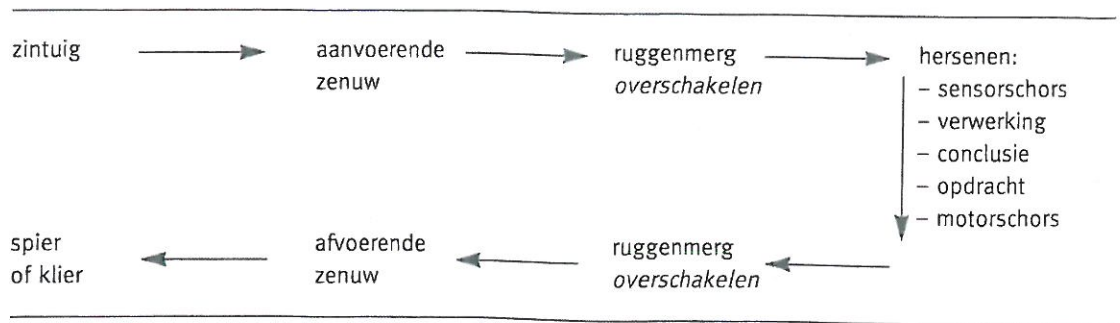 zintuig
aanvoerende
zenuw
ruggenmerg
overschakelen
hersenen:
– sensorschors
– verwerking
– conclusie
– opdracht
– motorschors
ruggenmerg
overschakelen
afvoerende
zenuw
spier
of klier